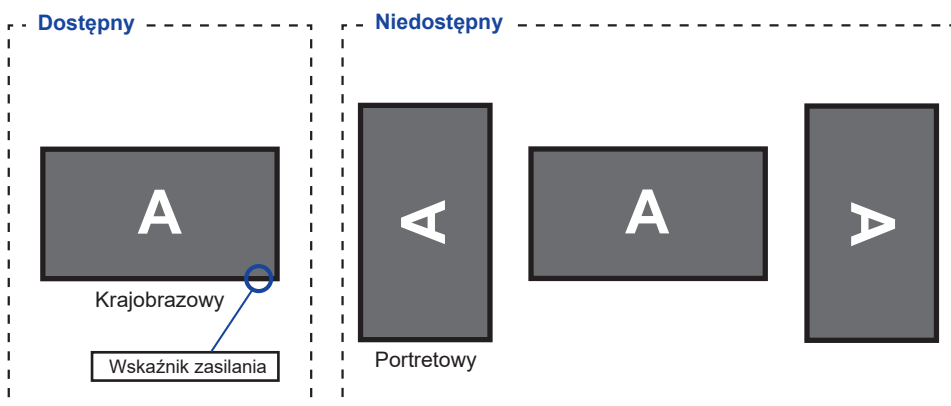 Dostępny
Niedostępny
A
A
A
A
Krajobrazowy
Wskaźnik zasilania
Portretowy